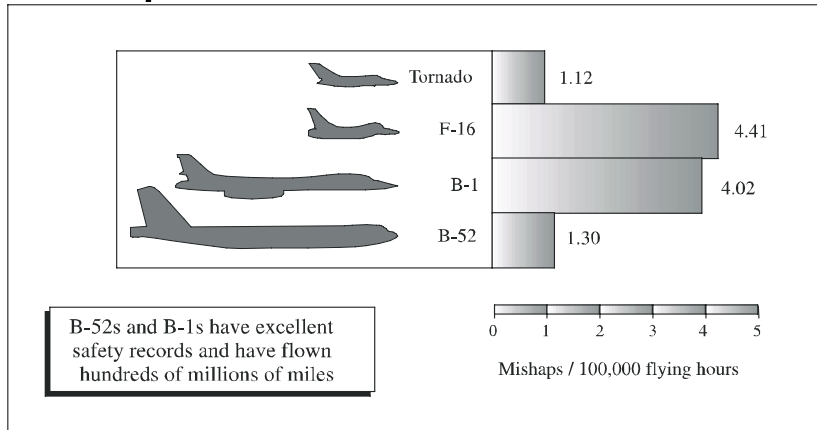 Tornado
1.12
F-16
4.41
B-1
4.02
B-52
1.30
B-52s and B-1s have excellent
safety records and have flown
hundreds of millions of miles
0 1 2 3 4 5
Mishaps / 100,000 flying hours